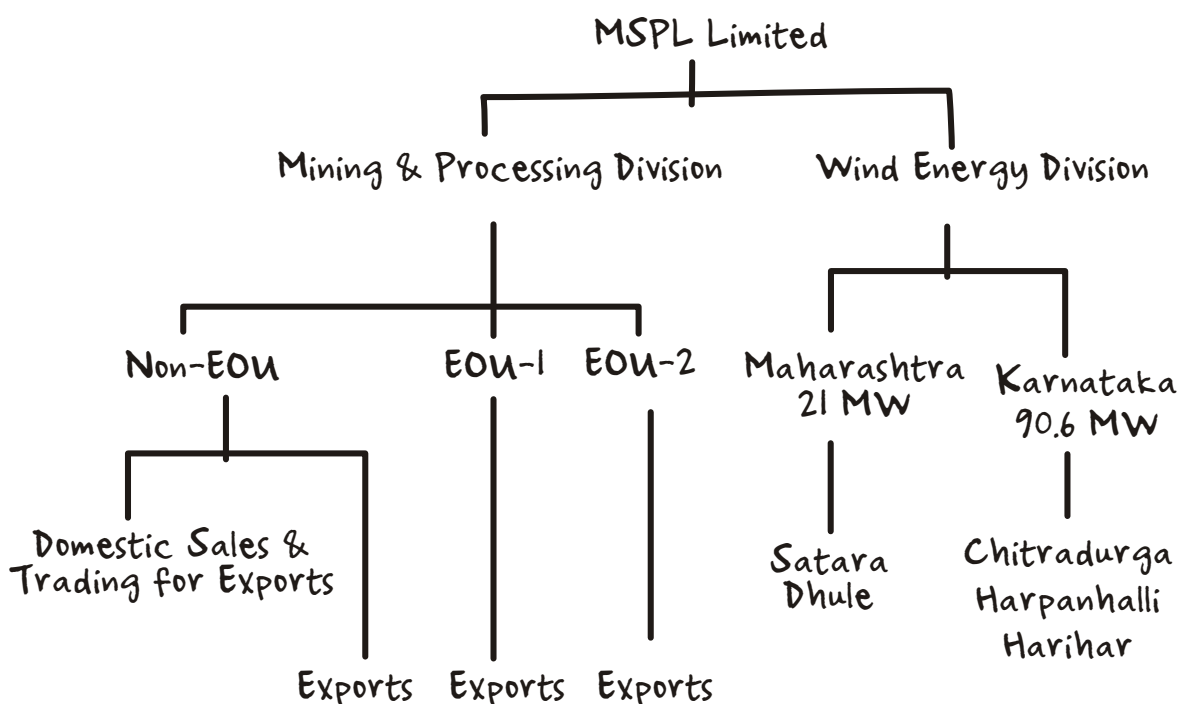 MSPL Limited
Mining & Processing Division
Wind Energy Division
Non-EOU
EOU-1
EOU-2
Maharashtra
21 MW
Karnataka
90.6 MW
Domestic Sales &
Trading for Exports
Exports
Exports
Exports
Satara
Dhule
Chitradurga
Harpanhalli
Harihar